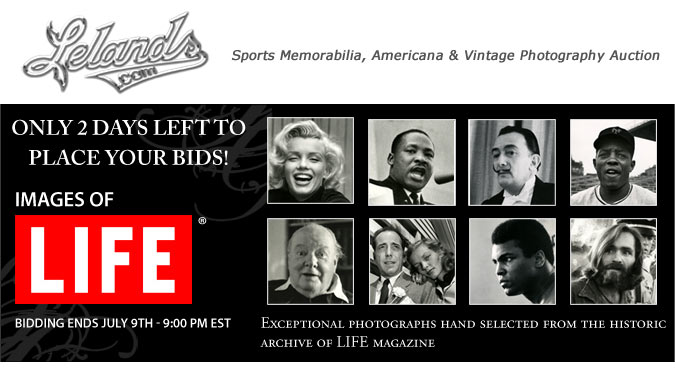 Lelands
.com
Sports Memorabilia, Americana & Vintage Photography Auction
ONLY 2 DAYS LEFT TO
PLACE YOUR BIDS!
IMAGES OF
LIFE®
BIDDING ENDS JULY 9TH - 9:00 PM EST
EXCEPTIONAL PHOTOGRAPHS HAND SELECTED FROM THE HISTORIC
ARCHIVE OF LIFE MAGAZINE